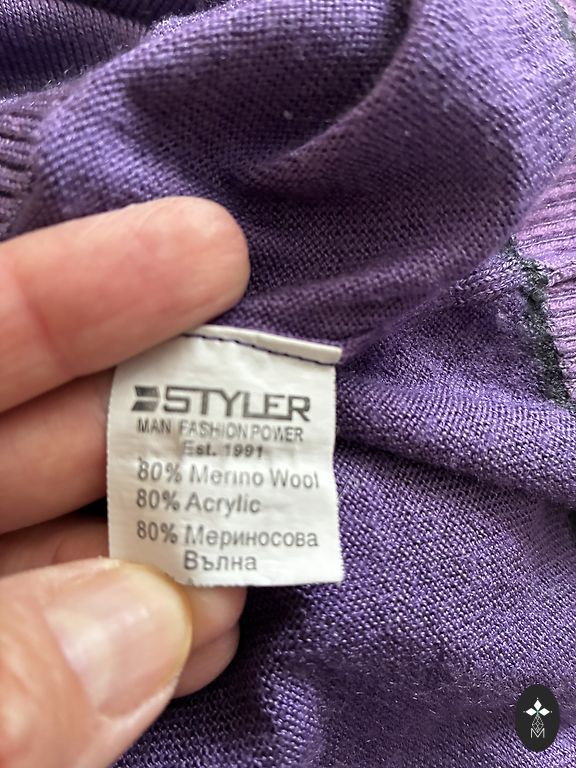 STYLER
MAN FASHION POWER
Est. 1991
80% Merino Wool
80% Acrylic
80% Мериносова
Вълна